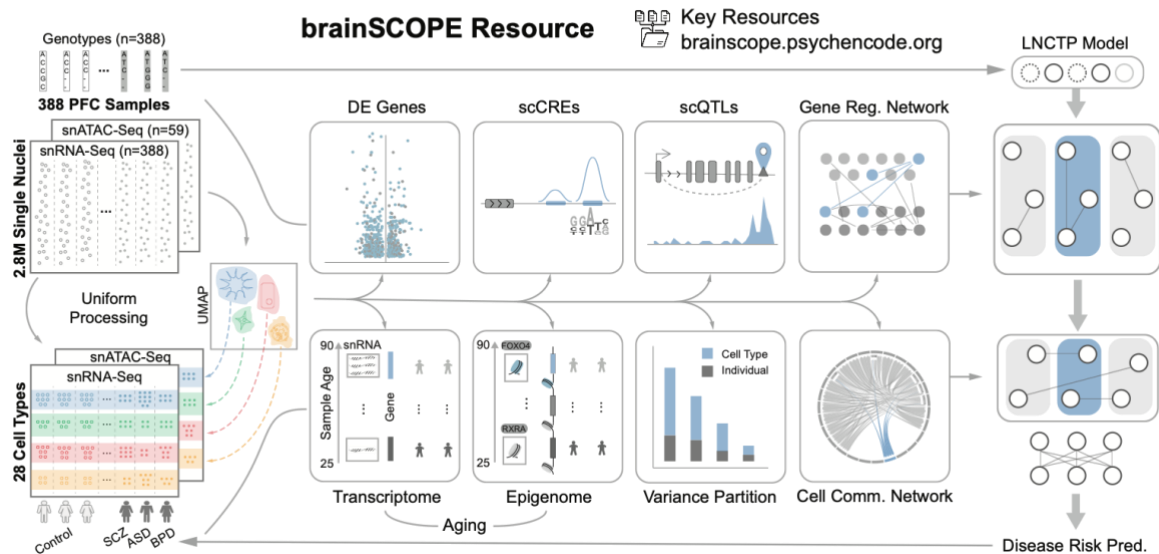 brainSCOPE Resource
Key Resources
brainscope.psychencode.org
Genotypes (n=388)
A A A A A A
C C C T T T
C C C C G C
G - - - G -
C - - - G -
...
388 PFC Samples
2.8M Single Nuclei
snATAC-Seq (n=59)
snRNA-Seq (n=388)
...
Uniform
Processing
UMAP
28 Cell Types
snATAC-Seq
snRNA-Seq
...
...
...
...
Control
SCZ
ASD
BPD
DE Genes
scCREs
scQTLs
Gene Reg. Network
LNCTP Model
90
snRNA
Sample Age
Gene
25
Transcriptome
90
FOXO4
RXRA
25
Epigenome
Aging
Cell Type
Individual
Variance Partition
Cell Comm. Network
Disease Risk Pred.